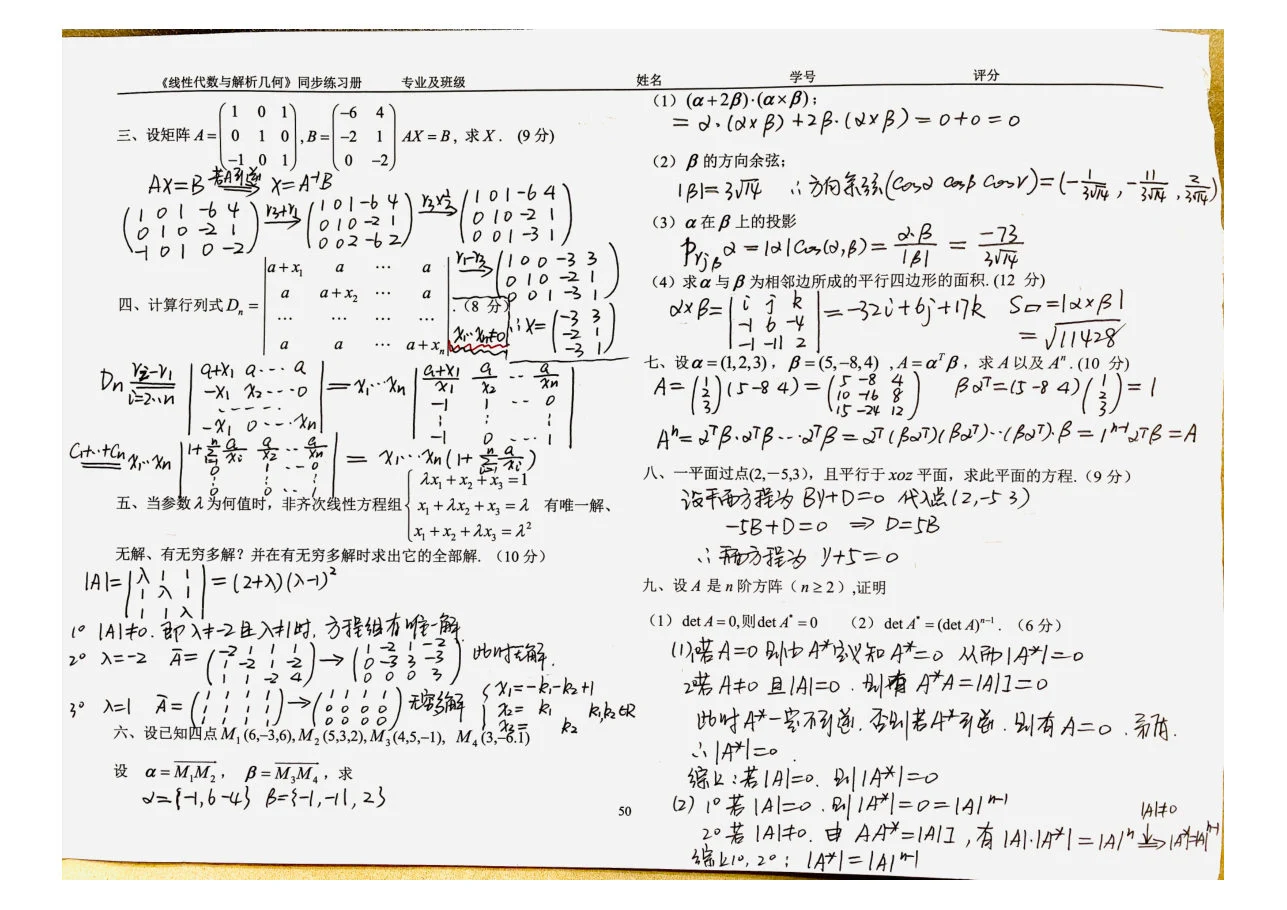 《线性代数与解析几何》同步练习册 专业及班级 姓名 学号 评分
三、设矩阵 A = (1 0 1; 0 1 0; −1 0 1), B = (−6 4; −2 1; 0 −2) AX = B, 求 X . (9 分)
AX=B 若A可逆⟹ X=A⁻¹B
(1 0 1 -6 4; 0 1 0 -2 1; -1 0 1 0 -2) r3+r1→ (1 0 1 -6 4; 0 1 0 -2 1; 0 0 2 -6 2) r3×½→ (1 0 1 -6 4; 0 1 0 -2 1; 0 0 1 -3 1)
r1-r3→ (1 0 0 -3 3; 0 1 0 -2 1; 0 0 1 -3 1)
∴X= (-3 3; -2 1; -3 1)
四、计算行列式 Dₙ = |a+x₁ a ⋯ a; a a+x₂ ⋯ a; ⋯ ⋯ ⋯ ⋯; a a ⋯ a+xₙ| . (8 分)
x₁⋯xₙ≠0
Dn rᵢ-r₁ i=2⋯n |a+x₁ a⋯a; -x₁ x₂⋯0; ⋯⋯; -x₁ 0⋯xₙ| = x₁⋯xₙ |(a+x₁)/x₁ a/x₂ ⋯ a/xₙ; -1 1 ⋯ 0; ⋮ ⋮ ⋮; -1 0 ⋯ 1|
C₁+⋯+Cn x₁⋯xₙ |1+∑ⁿᵢ₌₁ a/xᵢ a/x₂ ⋯ a/xₙ; 0 1 ⋯ 0; 0 ⋮ ⋮; 0 0 ⋯ 1| = x₁⋯xₙ(1+∑ⁿᵢ₌₁ a/xᵢ)
五、当参数 λ 为何值时，非齐次线性方程组 {λx₁ + x₂ + x₃ = 1; x₁ + λx₂ + x₃ = λ; x₁ + x₂ + λx₃ = λ² 有唯一解、
无解、有无穷多解？并在有无穷多解时求出它的全部解. （10 分）
|A|= |λ 1 1; 1 λ 1; 1 1 λ| = (2+λ)(λ-1)²
1° |A|≠0. 即 λ≠-2 且 λ≠1时, 方程组有唯一解.
2° λ=-2 Ā= (-2 1 1 1; 1 -2 1 -2; 1 1 -2 4) → (1 -2 1 -2; 0 -3 3 -3; 0 0 0 3) 此时无解.
3° λ=1 Ā= (1 1 1 1; 1 1 1 1; 1 1 1 1) → (1 1 1 1; 0 0 0 0; 0 0 0 0) 无穷多解 {x₁=-k₁-k₂+1; x₂= k₁; x₃= k₂ k₁,k₂∈R
六、设已知四点 M₁(6,−3,6), M₂(5,3,2), M₃(4,5,−1), M₄(3,−6.1)
设 α = M₁M₂, β = M₃M₄, 求
α={-1,6 -4} β={-1,-11,2}
50
（1）(α + 2β)·(α × β)；
= α·(α×β)+2β·(α×β)=0+0=0
（2） β 的方向余弦；
|β|=3√14 ∴方向余弦(cosα cosβ cosγ)=(-1/3√14, -11/3√14, 2/3√14)
（3）α 在 β 上的投影
Prjβ α=|α|cos(α,β)= α·β/|β| = -73/3√14
（4）求 α 与 β 为相邻边所成的平行四边形的面积. (12 分)
α×β= |i j k; -1 6 -4; -1 -11 2| =-32i+6j+17k S▱=|α×β|
=√11428
七、设 α = (1,2,3)， β = (5,−8,4) , A = αᵀβ，求 A 以及 Aⁿ . (10 分)
A= (1; 2; 3)(5 -8 4)= (5 -8 4; 10 -16 8; 15 -24 12) βαᵀ=(5 -8 4)(1; 2; 3)=1
Aⁿ=αᵀβ·αᵀβ⋯αᵀβ=αᵀ(βαᵀ)(βαᵀ)⋯(βαᵀ)·β=1ⁿ⁻¹αᵀβ=A
八、一平面过点(2,−5,3)，且平行于 xoz 平面，求此平面的方程.（9 分）
设平面方程为 By+D=0 代入点(2,-5 3)
-5B+D=0 ⟹ D=5B
∴平面方程为 y+5=0
九、设 A 是 n 阶方阵（ n ≥ 2）,证明
（1）det A = 0,则det A* = 0 （2）det A* = (det A)ⁿ⁻¹ .（6 分）
(1) 1°若 A=0 则由A*定义知 A*=0 从而|A*|=0
2°若 A≠0 且|A|=0. 则有 A*A=|A|I=0
此时A*一定不可逆, 否则若A*可逆, 则有 A=0. 矛盾.
∴|A*|=0.
综上:若|A|=0. 则|A*|=0
(2) 1°若 |A|=0. 则|A*|=0=|A|ⁿ⁻¹
2°若 |A|≠0. 由 AA*=|A|I, 有 |A|·|A*|=|A|ⁿ |A|≠0⟹ |A*|=|A|ⁿ⁻¹
综上1°,2°: |A*|=|A|ⁿ⁻¹